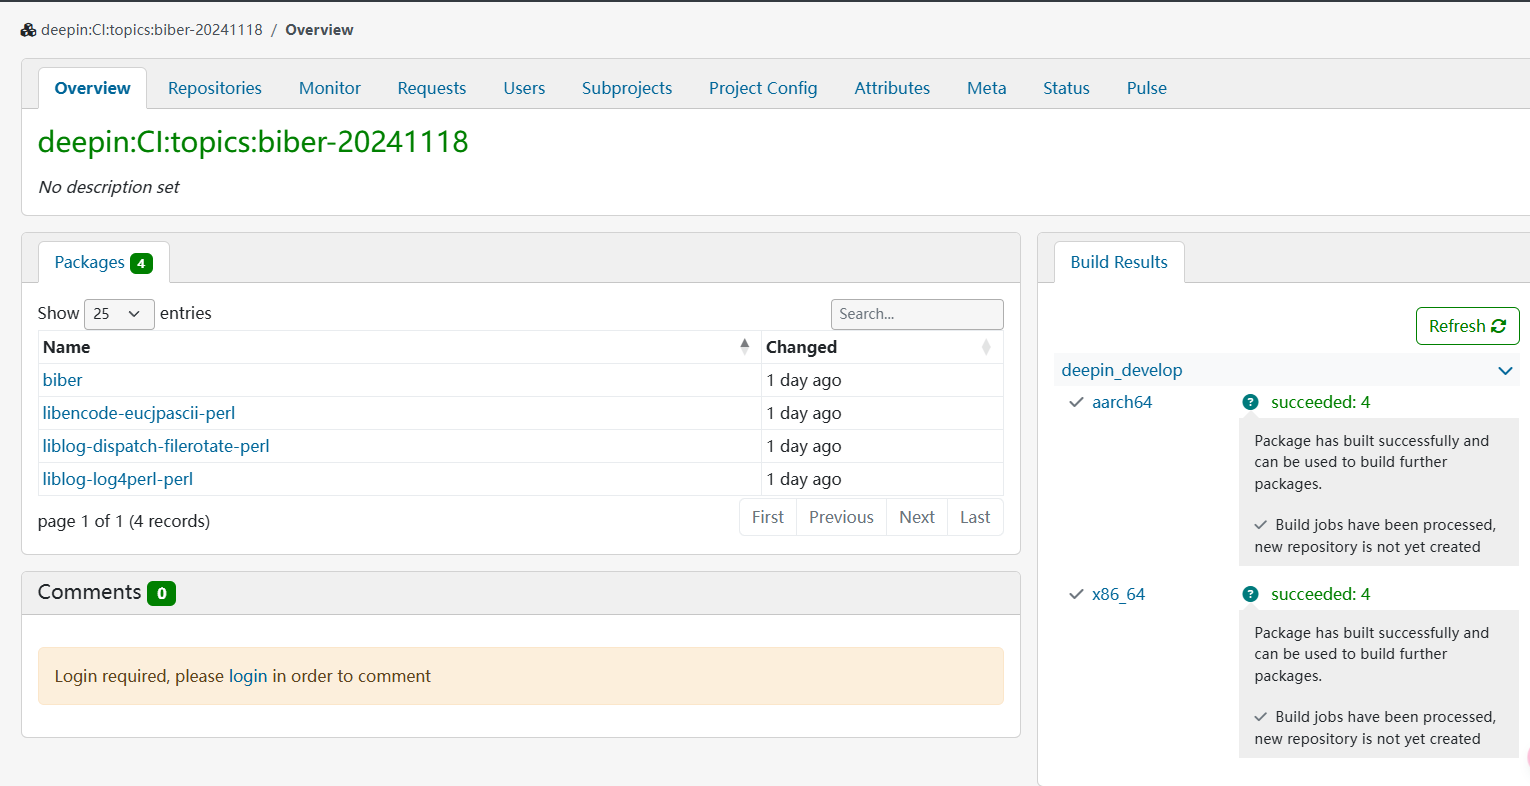 deepin:CI:topics:biber-20241118 / Overview
Overview Repositories Monitor Requests Users Subprojects Project Config Attributes Meta Status Pulse
deepin:CI:topics:biber-20241118
No description set
Packages 4
Show 25 entries
Search...
Name Changed
biber 1 day ago
libencode-eucjpascii-perl 1 day ago
liblog-dispatch-filerotate-perl 1 day ago
liblog-log4perl-perl 1 day ago
page 1 of 1 (4 records)
First Previous Next Last
Comments 0
Login required, please login in order to comment
Build Results
Refresh
deepin_develop
aarch64 succeeded: 4
Package has built successfully and
can be used to build further
packages.
Build jobs have been processed,
new repository is not yet created
x86_64 succeeded: 4
Package has built successfully and
can be used to build further
packages.
Build jobs have been processed,
new repository is not yet created